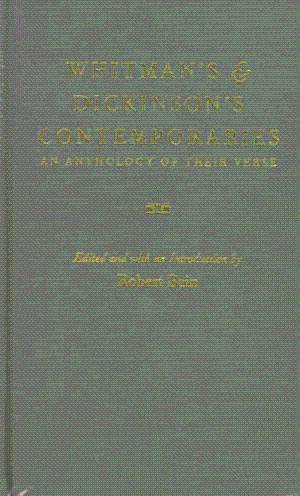 WHITMAN'S &
DICKINSON'S
CONTEMPORARIES
AN ANTHOLOGY OF THEIR VERSE
Edited and with an Introduction by
Robert Bain